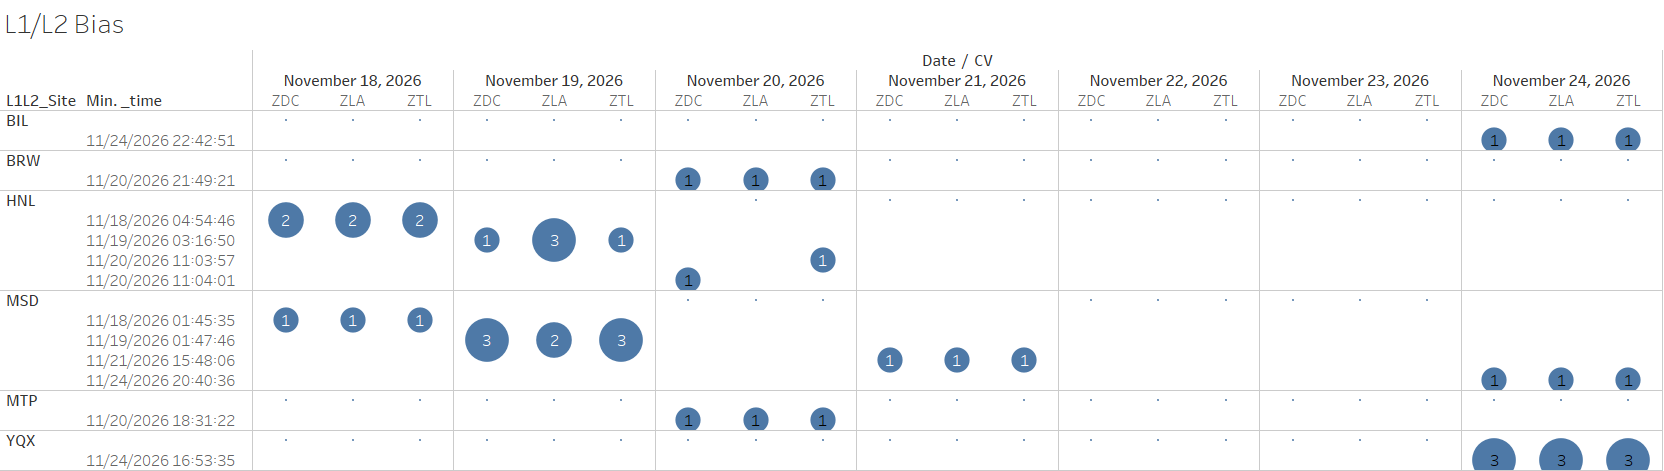 L1/L2 Bias
Date / CV
November 18, 2026 November 19, 2026 November 20, 2026 November 21, 2026 November 22, 2026 November 23, 2026 November 24, 2026
L1L2_Site Min. _time ZDC ZLA ZTL ZDC ZLA ZTL ZDC ZLA ZTL ZDC ZLA ZTL ZDC ZLA ZTL ZDC ZLA ZTL ZDC ZLA ZTL
BIL
11/24/2026 22:42:51 1 1 1
BRW
11/20/2026 21:49:21 1 1 1
HNL
11/18/2026 04:54:46 2 2 2
11/19/2026 03:16:50 1 3 1
11/20/2026 11:03:57 1
11/20/2026 11:04:01 1
MSD
11/18/2026 01:45:35 1 1 1
11/19/2026 01:47:46 3 2 3
11/21/2026 15:48:06 1 1 1
11/24/2026 20:40:36 1 1 1
MTP
11/20/2026 18:31:22 1 1 1
YQX
11/24/2026 16:53:35 3 3 3